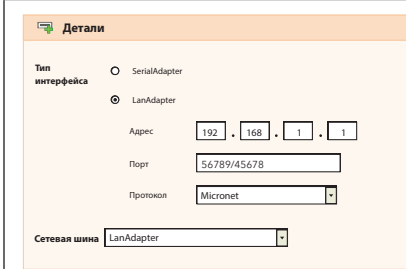 Детали
Тип интерфейса
SerialAdapter
LanAdapter
Адрес 192 . 168 . 1 . 1
Порт 56789/45678
Протокол Micronet
Сетевая шина LanAdapter